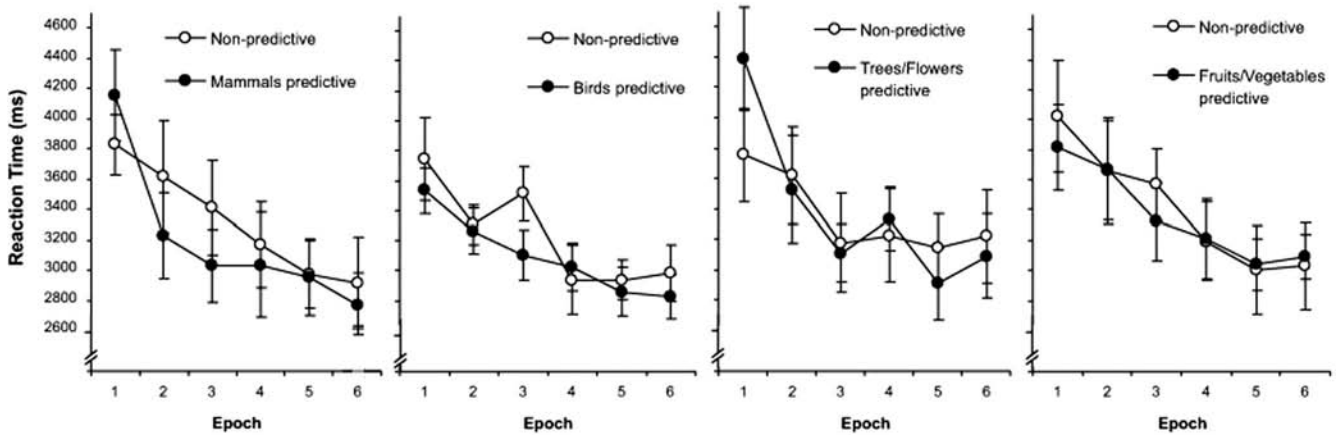 Reaction Time (ms)
4600
4400
4200
4000
3800
3600
3400
3200
3000
2800
2600
Non-predictive
Mammals predictive
1 2 3 4 5 6
Epoch
Non-predictive
Birds predictive
1 2 3 4 5 6
Epoch
Non-predictive
Trees/Flowers
predictive
1 2 3 4 5 6
Epoch
Non-predictive
Fruits/Vegetables
predictive
1 2 3 4 5 6
Epoch